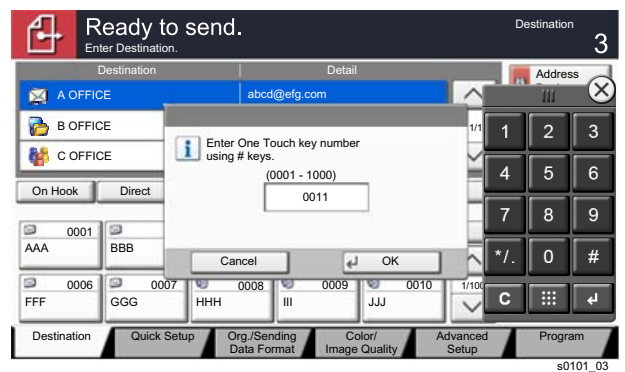 Ready to send.
Enter Destination.
Destination
3
Destination
Detail
Address
A OFFICE
abcd@efg.com
B OFFICE
1/1
C OFFICE
Enter One Touch key number
using # keys.
(0001 - 1000)
0011
Cancel
OK
On Hook
Direct
0001
AAA
BBB
0006
FFF
0007
GGG
0008
HHH
0009
III
0010
JJJ
1/100
1 2 3
4 5 6
7 8 9
*/. 0 #
C
Destination
Quick Setup
Org./Sending
Data Format
Color/
Image Quality
Advanced
Setup
Program
s0101_03